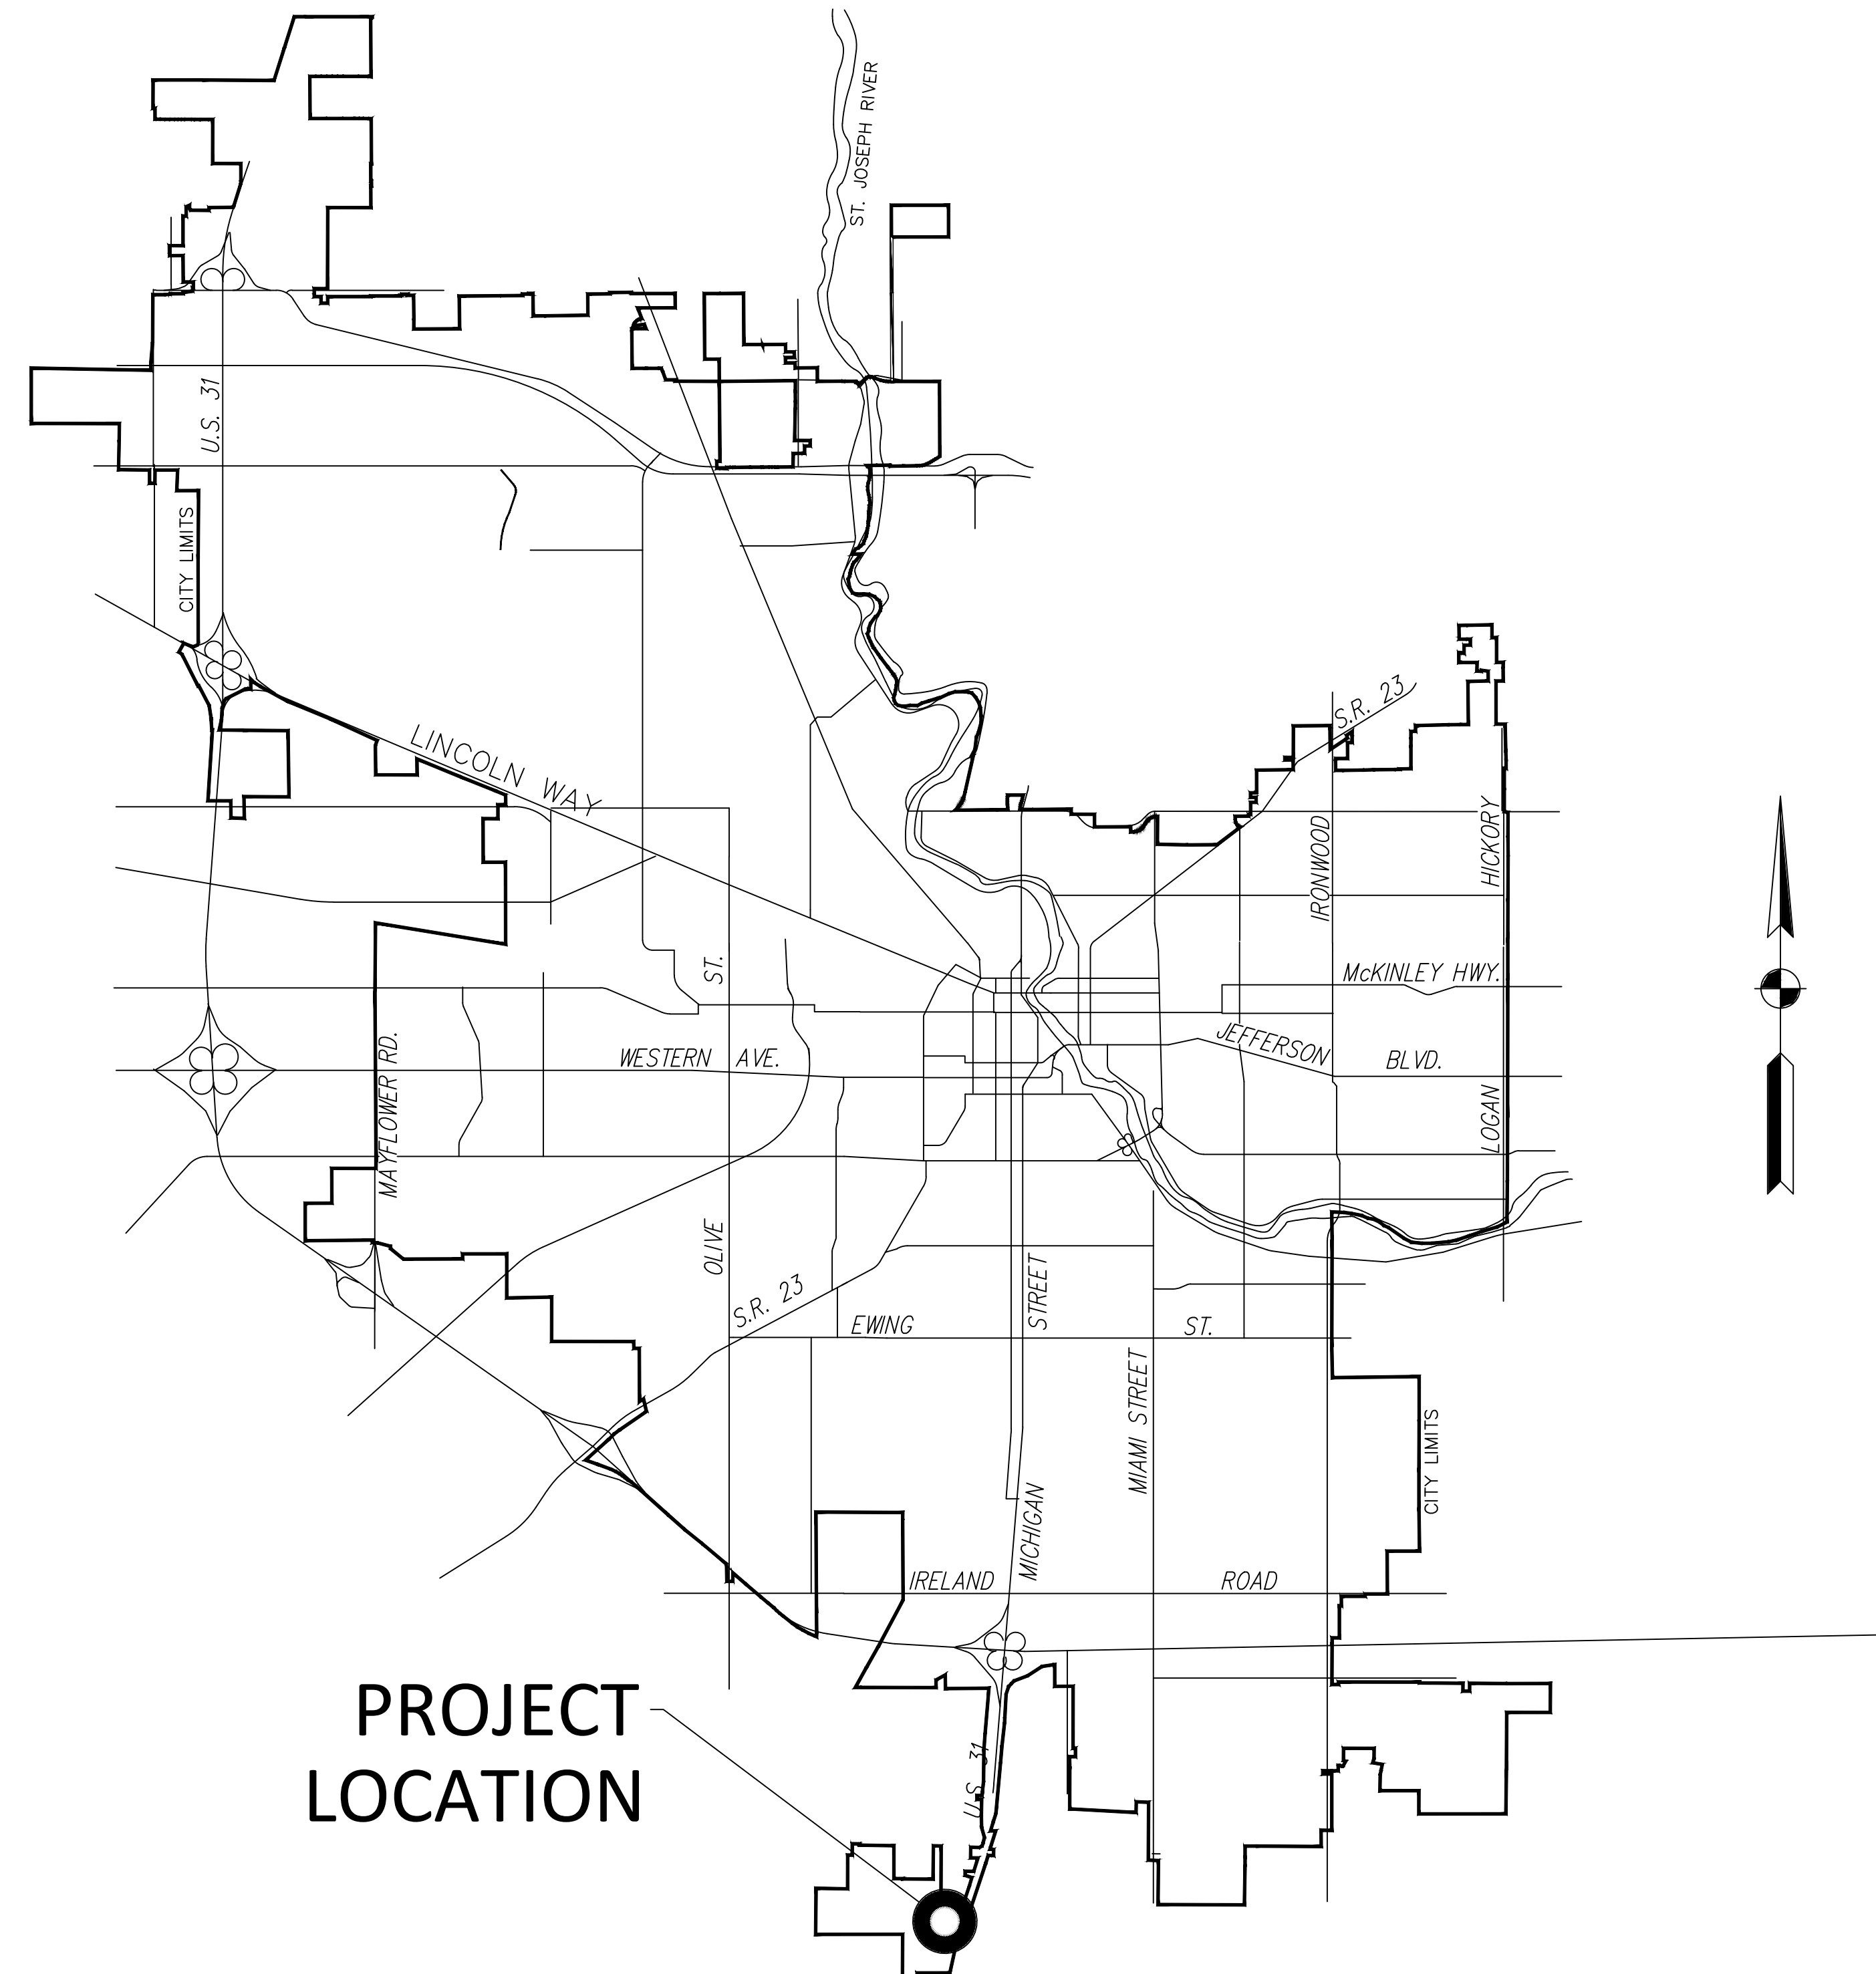 ST. JOSEPH RIVER
U.S. 31
CITY LIMITS
S.R. 23
LINCOLN WAY
IRONWOOD
HICKORY
ST.
McKINLEY HWY.
MAYFLOWER RD.
WESTERN AVE.
JEFFERSON
BLVD.
LOGAN
OLIVE
S.R. 23
STREET
EWING
ST.
MIAMI STREET
CITY LIMITS
MICHIGAN
IRELAND
ROAD
PROJECT
LOCATION
U.S. 31